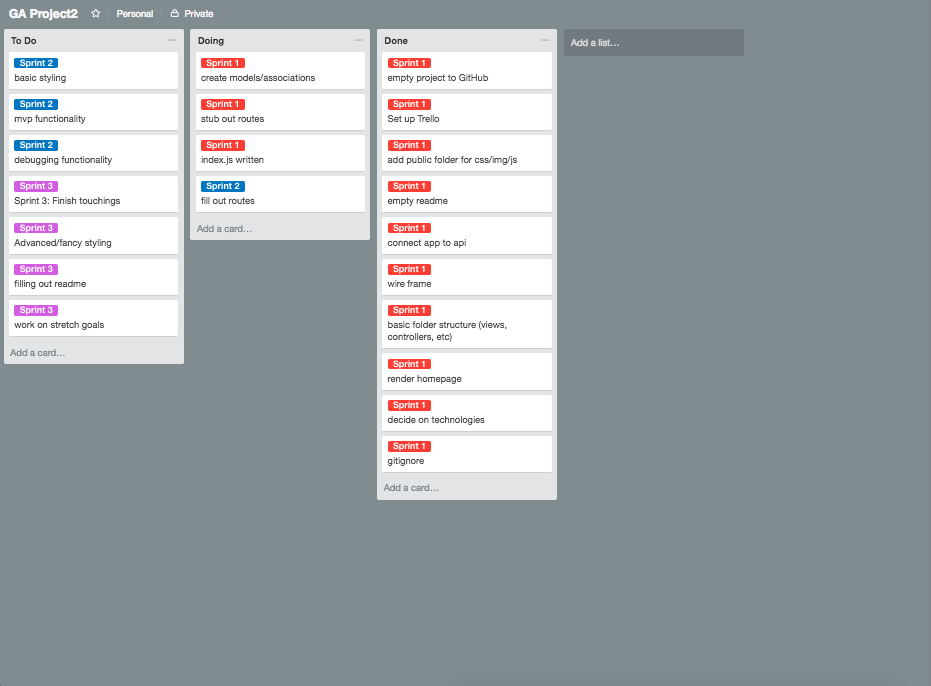 GA Project2 Personal Private
To Do ...
Sprint 2
basic styling
Sprint 2
mvp functionality
Sprint 2
debugging functionality
Sprint 3
Sprint 3: Finish touchings
Sprint 3
Advanced/fancy styling
Sprint 3
filling out readme
Sprint 3
work on stretch goals
Add a card...
Doing ...
Sprint 1
create models/associations
Sprint 1
stub out routes
Sprint 1
index.js written
Sprint 2
fill out routes
Add a card...
Done ...
Sprint 1
empty project to GitHub
Sprint 1
Set up Trello
Sprint 1
add public folder for css/img/js
Sprint 1
empty readme
Sprint 1
connect app to api
Sprint 1
wire frame
Sprint 1
basic folder structure (views,
controllers, etc)
Sprint 1
render homepage
Sprint 1
decide on technologies
Sprint 1
gitignore
Add a card...
Add a list...